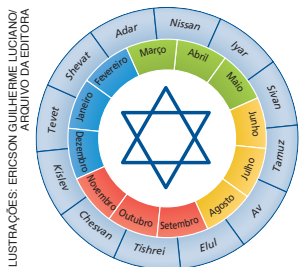 ILUSTRAÇÕES: ERICSON GUILHERME LUCIANO/
ARQUIVO DA EDITORA
Nissan
Iyar
Sivan
Tamuz
Av
Elul
Tishrei
Chesvan
Kislev
Tevet
Shevat
Adar
Março
Abril
Maio
Junho
Julho
Agosto
Setembro
Outubro
Novembro
Dezembro
Janeiro
Fevereiro